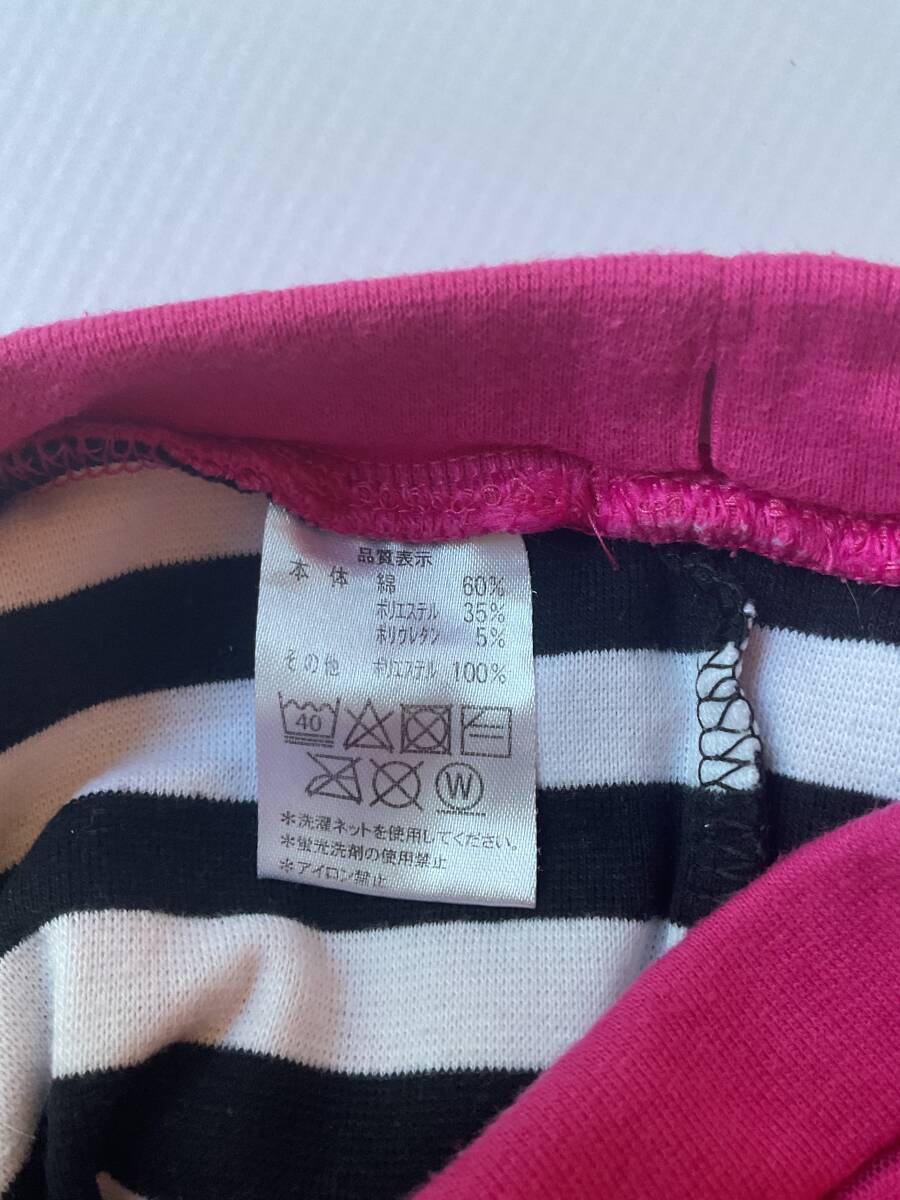 品質表示
本体 綿 60%
ポリエステル 35%
ポリウレタン 5%
その他 ポリエステル 100%
40
W
＊洗濯ネットを使用してください。
＊蛍光洗剤の使用禁止
＊アイロン禁止